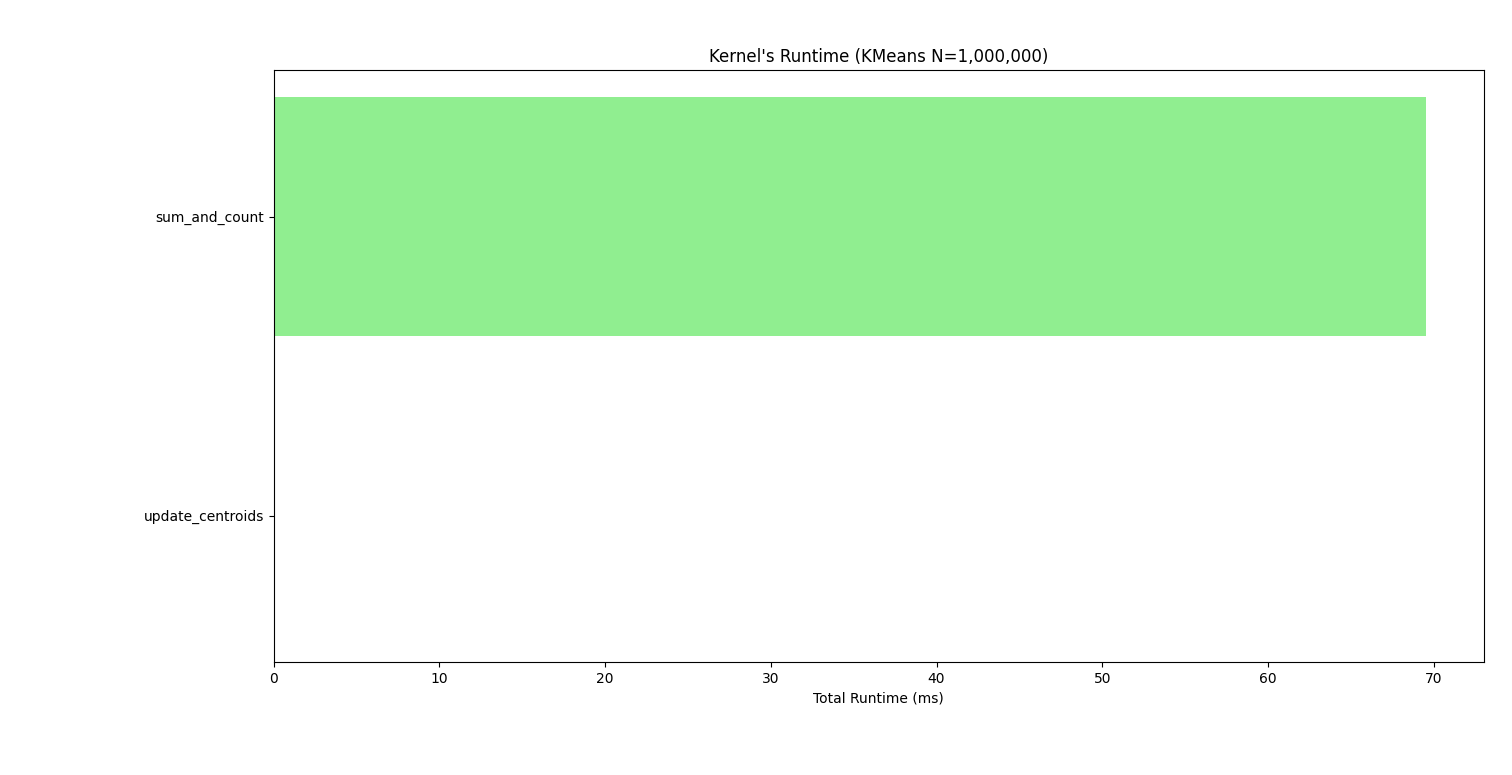 Kernel's Runtime (KMeans N=1,000,000)
sum_and_count
update_centroids
0 10 20 30 40 50 60 70
Total Runtime (ms)